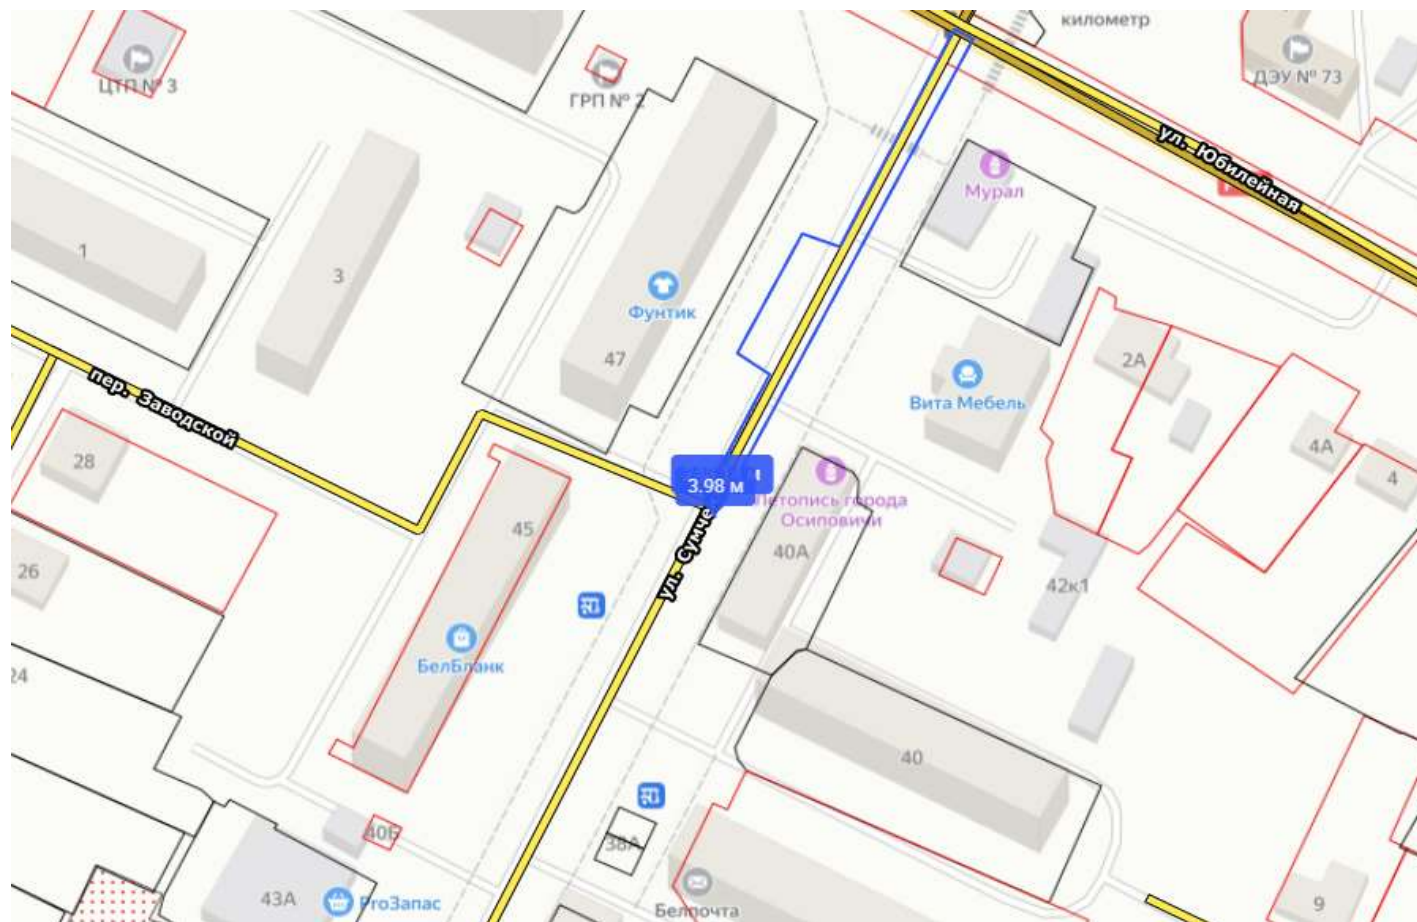 километр
ЦТП № 3
ГРП № 2
ДЭУ № 73
ул. Юбилейная
Мурал
1
3
Фунтик
47
2А
Вита Мебель
4А
4
пер. Заводской
28
3.98 м
Летопись города
Осиповичи
45
40А
ул. Сумче
26
42к1
БелБланк
24
40
40Б
38А
43А
ProЗапас
Белпочта
9